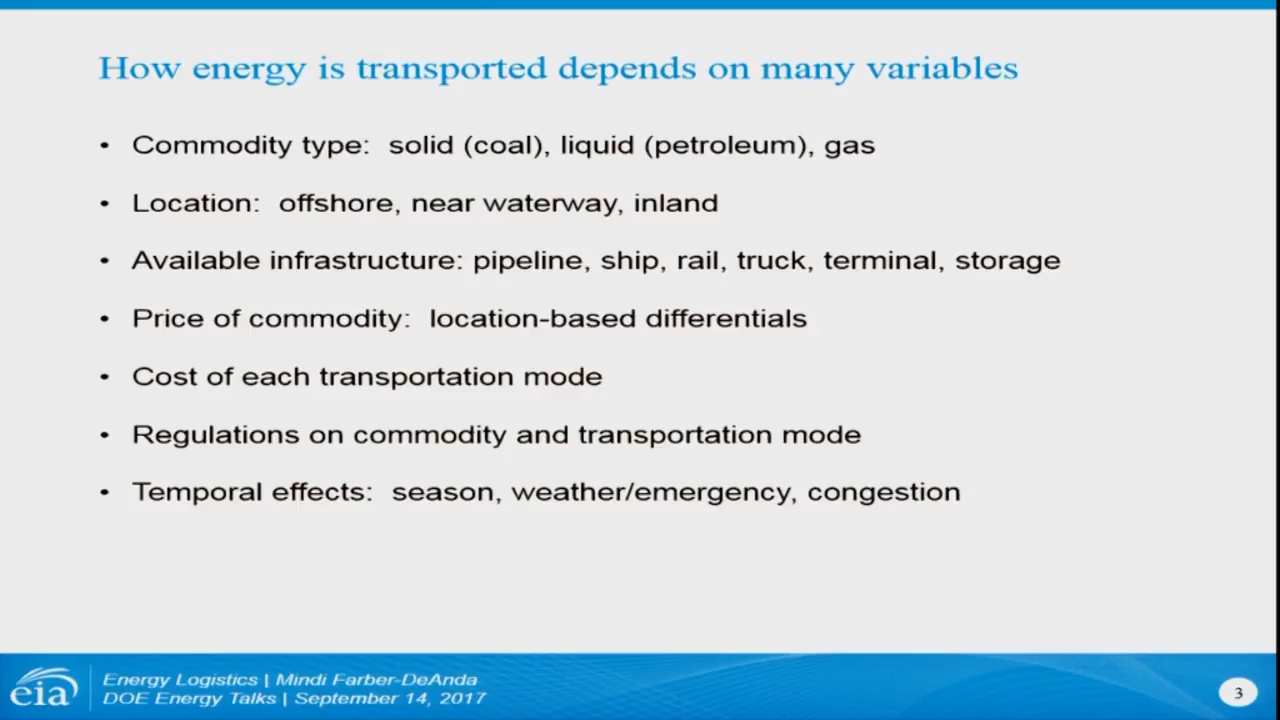 How energy is transported depends on many variables
• Commodity type: solid (coal), liquid (petroleum), gas
• Location: offshore, near waterway, inland
• Available infrastructure: pipeline, ship, rail, truck, terminal, storage
• Price of commodity: location-based differentials
• Cost of each transportation mode
• Regulations on commodity and transportation mode
• Temporal effects: season, weather/emergency, congestion
eia
Energy Logistics | Mindi Farber-DeAnda
DOE Energy Talks | September 14, 2017
3